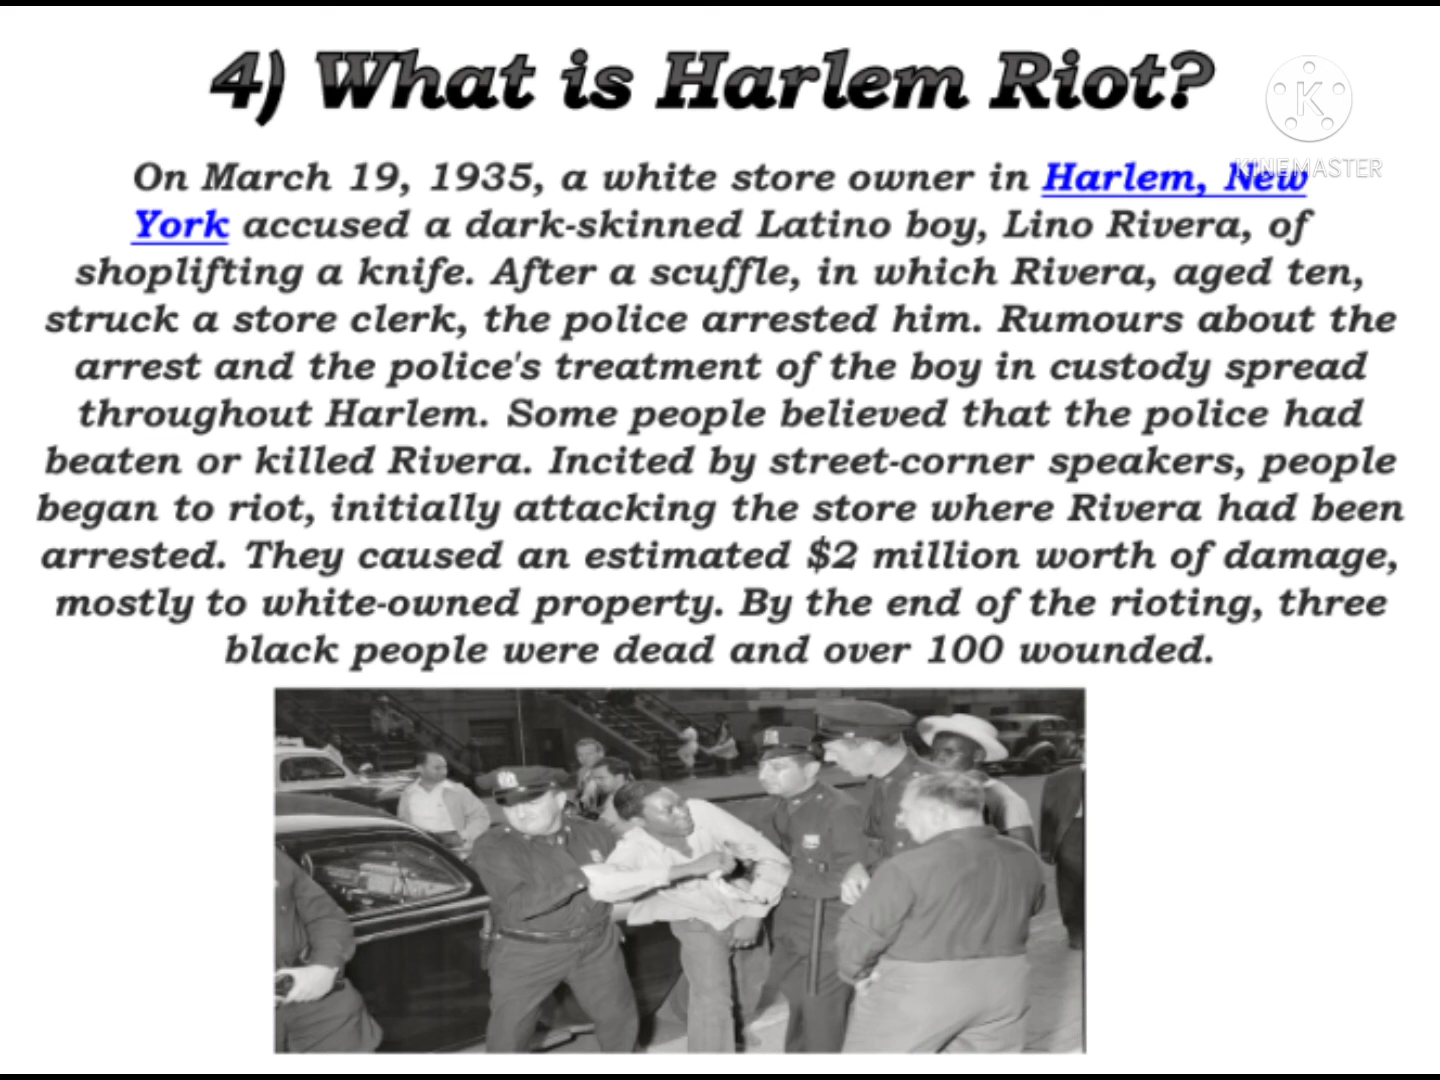 4) What is Harlem Riot?
K
KINEMASTER
On March 19, 1935, a white store owner in Harlem, New
York accused a dark-skinned Latino boy, Lino Rivera, of
shoplifting a knife. After a scuffle, in which Rivera, aged ten,
struck a store clerk, the police arrested him. Rumours about the
arrest and the police's treatment of the boy in custody spread
throughout Harlem. Some people believed that the police had
beaten or killed Rivera. Incited by street-corner speakers, people
began to riot, initially attacking the store where Rivera had been
arrested. They caused an estimated $2 million worth of damage,
mostly to white-owned property. By the end of the rioting, three
black people were dead and over 100 wounded.